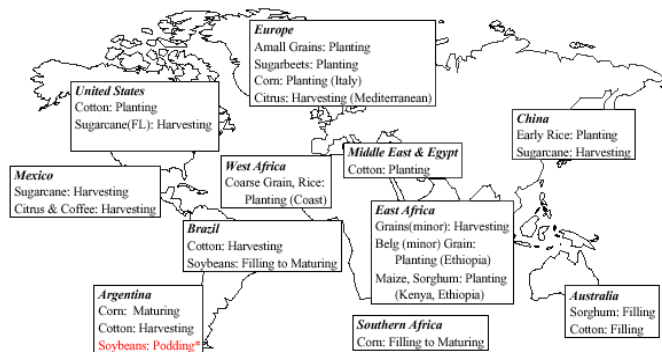 Europe
Amall Grains: Planting
Sugarbeets: Planting
Corn: Planting (Italy)
Citrus: Harvesting (Mediterranean)
United States
Cotton: Planting
Sugarcane(FL): Harvesting
China
Early Rice: Planting
Sugarcane: Harvesting
Middle East & Egypt
Cotton: Planting
West Africa
Coarse Grain, Rice:
Planting (Coast)
Mexico
Sugarcane: Harvesting
Citrus & Coffee: Harvesting
East Africa
Grains(minor): Harvesting
Belg (minor) Grain:
Planting (Ethiopia)
Maize, Sorghum: Planting
(Kenya, Ethiopia)
Brazil
Cotton: Harvesting
Soybeans: Filling to Maturing
Argentina
Corn: Maturing
Cotton: Harvesting
Soybeans: Podding*
Australia
Sorghum: Filling
Cotton: Filling
Southern Africa
Corn: Filling to Maturing